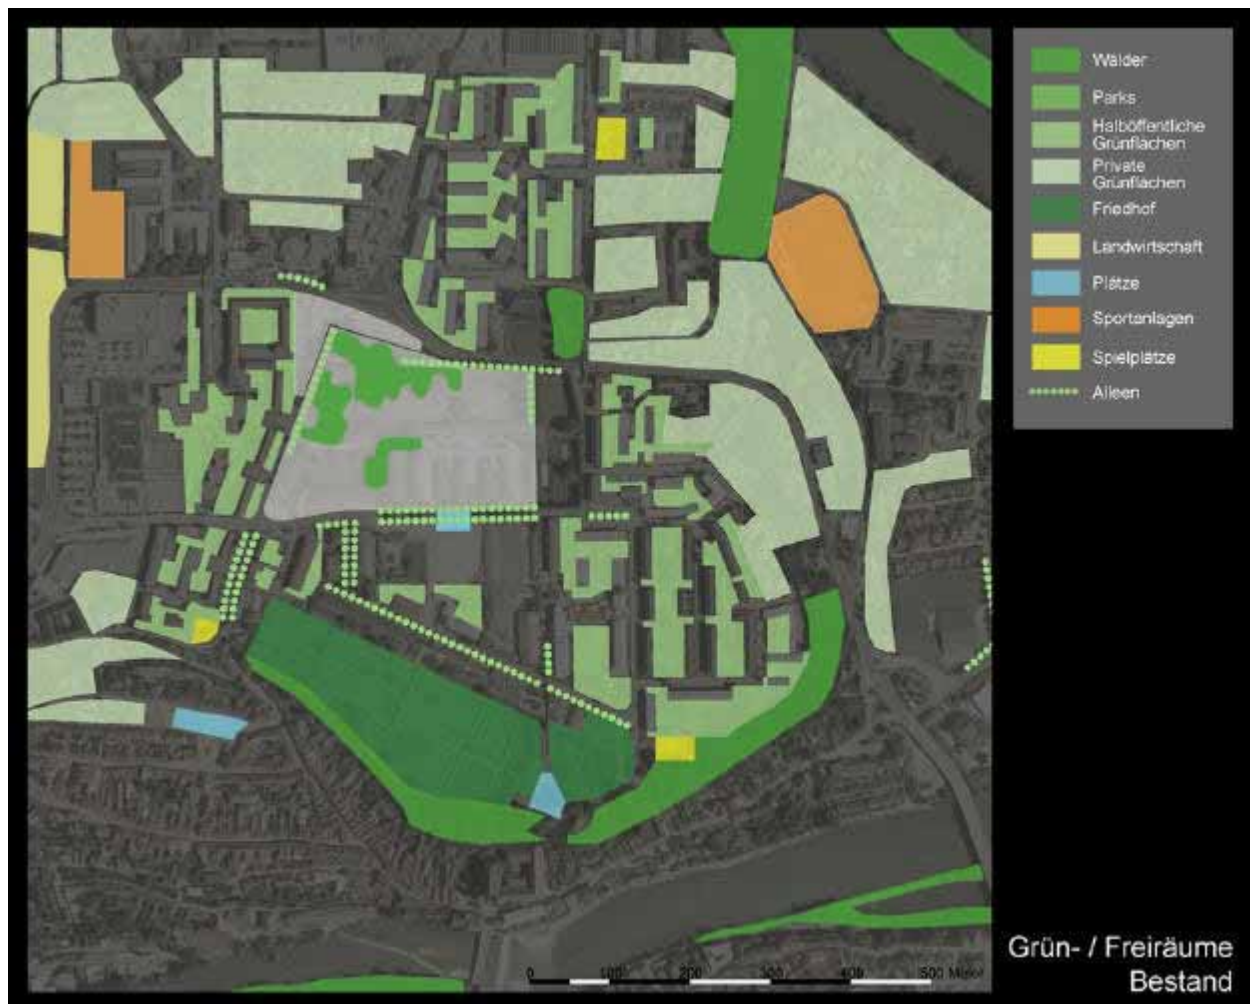 Wälder
Parks
Halböffentliche
Grünflächen
Private
Grünflächen
Friedhof
Landwirtschaft
Plätze
Sportanlagen
Spielplätze
Alleen
Grün- / Freiräume
Bestand
0 100 200 300 400 500 Meter